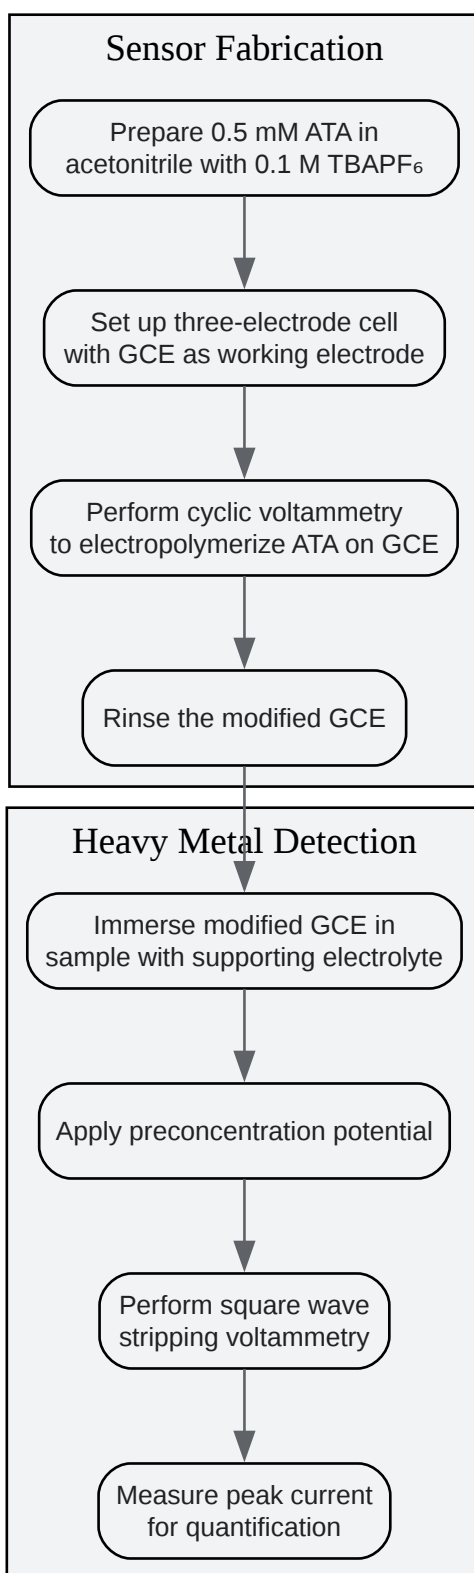 Sensor Fabrication
Prepare 0.5 mM ATA in
acetonitrile with 0.1 M TBAPF₆
Set up three-electrode cell
with GCE as working electrode
Perform cyclic voltammetry
to electropolymerize ATA on GCE
Rinse the modified GCE
Heavy Metal Detection
Immerse modified GCE in
sample with supporting electrolyte
Apply preconcentration potential
Perform square wave
stripping voltammetry
Measure peak current
for quantification